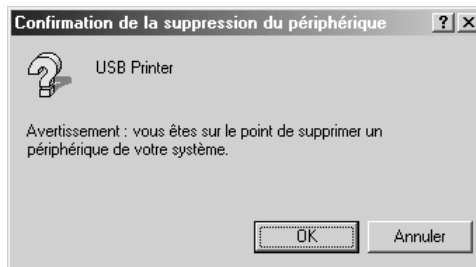 Confirmation de la suppression du périphérique
USB Printer
Avertissement : vous êtes sur le point de supprimer un
périphérique de votre système.
OK
Annuler